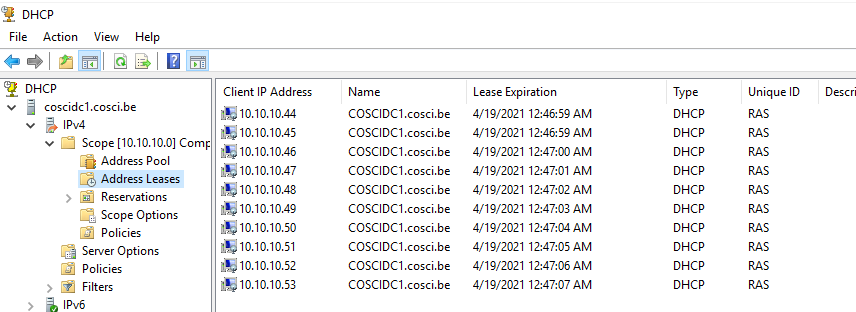 DHCP
File Action View Help
DHCP
coscidc1.cosci.be
IPv4
Scope [10.10.10.0] Comp
Address Pool
Address Leases
Reservations
Scope Options
Policies
Server Options
Policies
Filters
IPv6
Client IP Address Name Lease Expiration Type Unique ID Descri
10.10.10.44 COSCIDC1.cosci.be 4/19/2021 12:46:59 AM DHCP RAS
10.10.10.45 COSCIDC1.cosci.be 4/19/2021 12:46:59 AM DHCP RAS
10.10.10.46 COSCIDC1.cosci.be 4/19/2021 12:47:00 AM DHCP RAS
10.10.10.47 COSCIDC1.cosci.be 4/19/2021 12:47:01 AM DHCP RAS
10.10.10.48 COSCIDC1.cosci.be 4/19/2021 12:47:02 AM DHCP RAS
10.10.10.49 COSCIDC1.cosci.be 4/19/2021 12:47:03 AM DHCP RAS
10.10.10.50 COSCIDC1.cosci.be 4/19/2021 12:47:04 AM DHCP RAS
10.10.10.51 COSCIDC1.cosci.be 4/19/2021 12:47:05 AM DHCP RAS
10.10.10.52 COSCIDC1.cosci.be 4/19/2021 12:47:06 AM DHCP RAS
10.10.10.53 COSCIDC1.cosci.be 4/19/2021 12:47:07 AM DHCP RAS